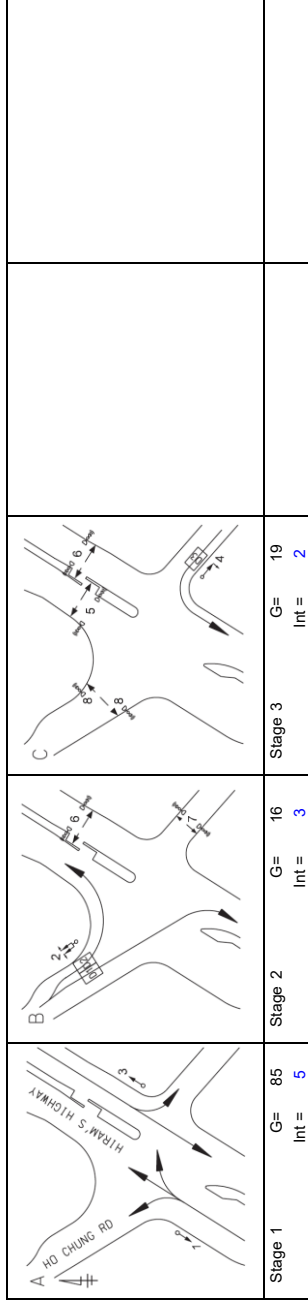 A
HO CHUNG RD
HIRAM'S HIGHWAY
1
3
B
2
6
7
C
5
6
8
8
4
Stage 1 G= 85
Int = 5
Stage 2 G= 16
Int = 3
Stage 3 G= 19
Int = 2